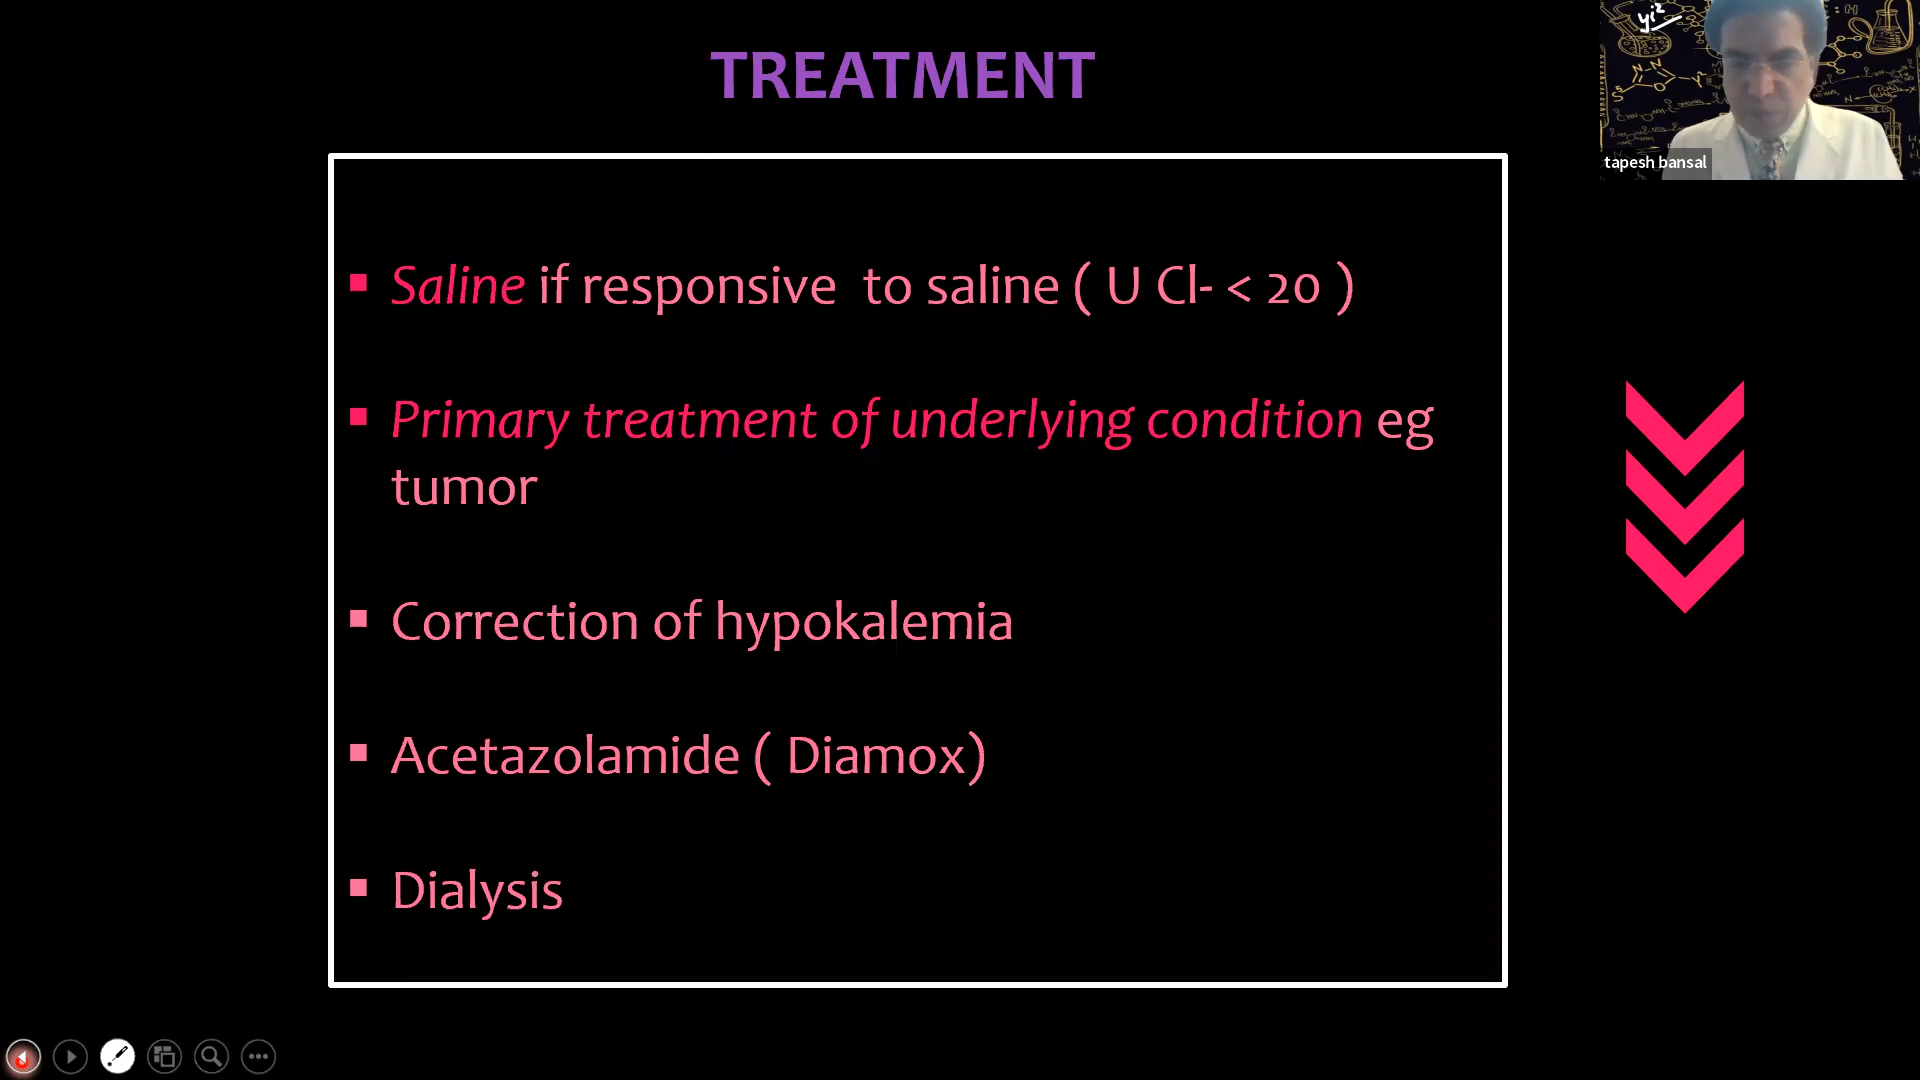 TREATMENT
yi²
tapesh bansal
▪ Saline if responsive to saline ( U Cl- < 20 )
▪ Primary treatment of underlying condition eg
tumor
▪ Correction of hypokalemia
▪ Acetazolamide ( Diamox)
▪ Dialysis